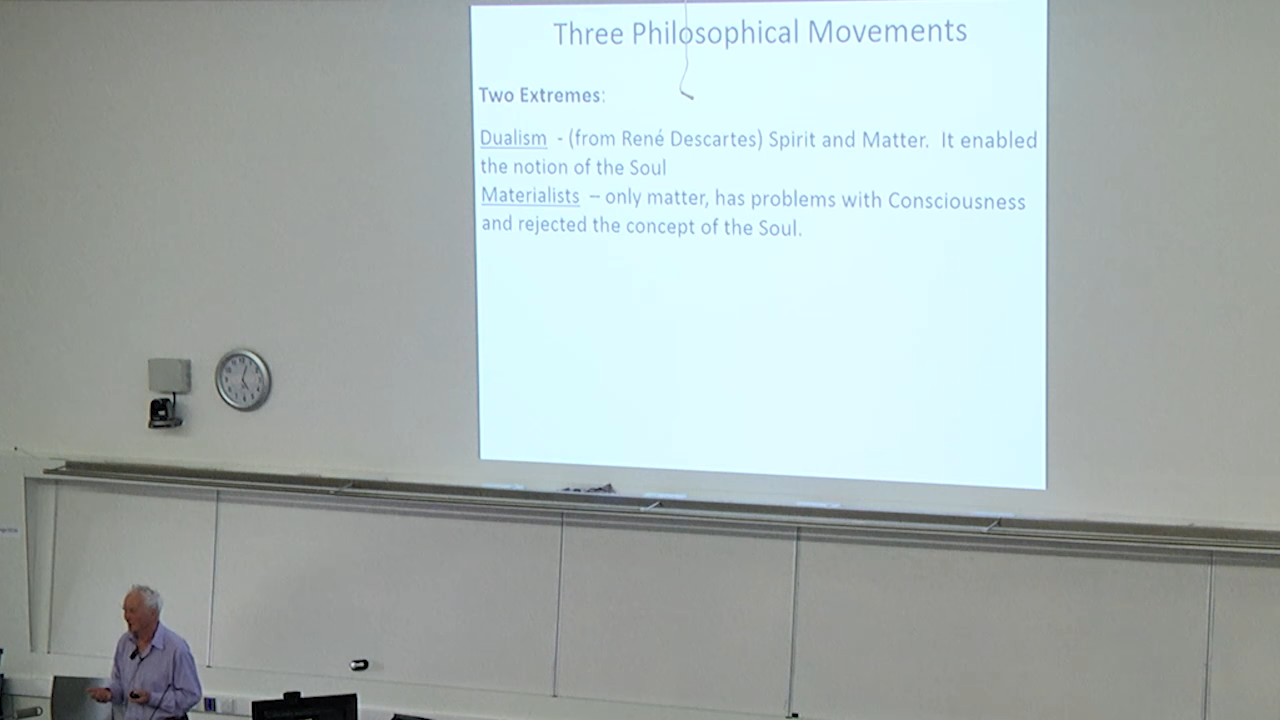 Three Philosophical Movements
Two Extremes:
Dualism - (from René Descartes) Spirit and Matter. It enabled
the notion of the Soul
Materialists – only matter, has problems with Consciousness
and rejected the concept of the Soul.